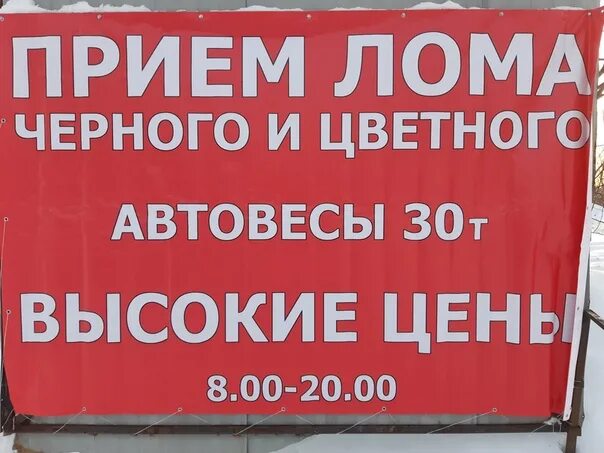 ПРИЕМ ЛОМА
ЧЕРНОГО И ЦВЕТНОГО
АВТОВЕСЫ 30т
ВЫСОКИЕ ЦЕНЫ
8.00-20.00